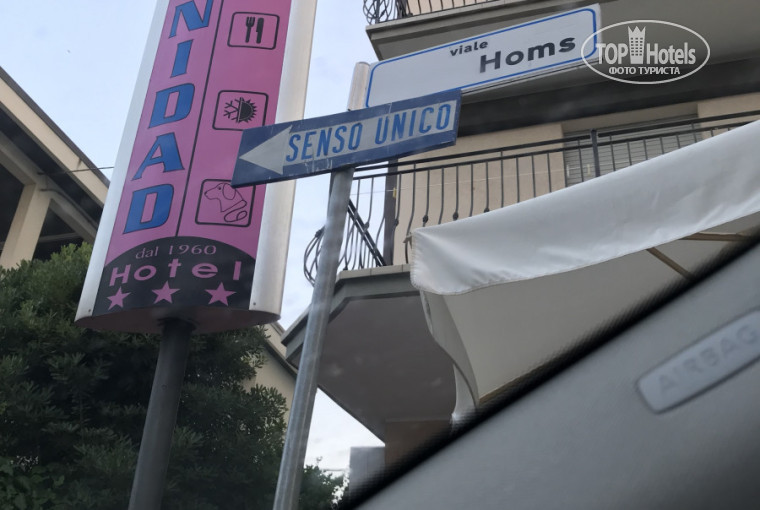 NIDAD
dal 1960
Hotel
viale
Homs
SENSO UNICO
AIRBAG
TOP Hotels
ФОТО ТУРИСТА